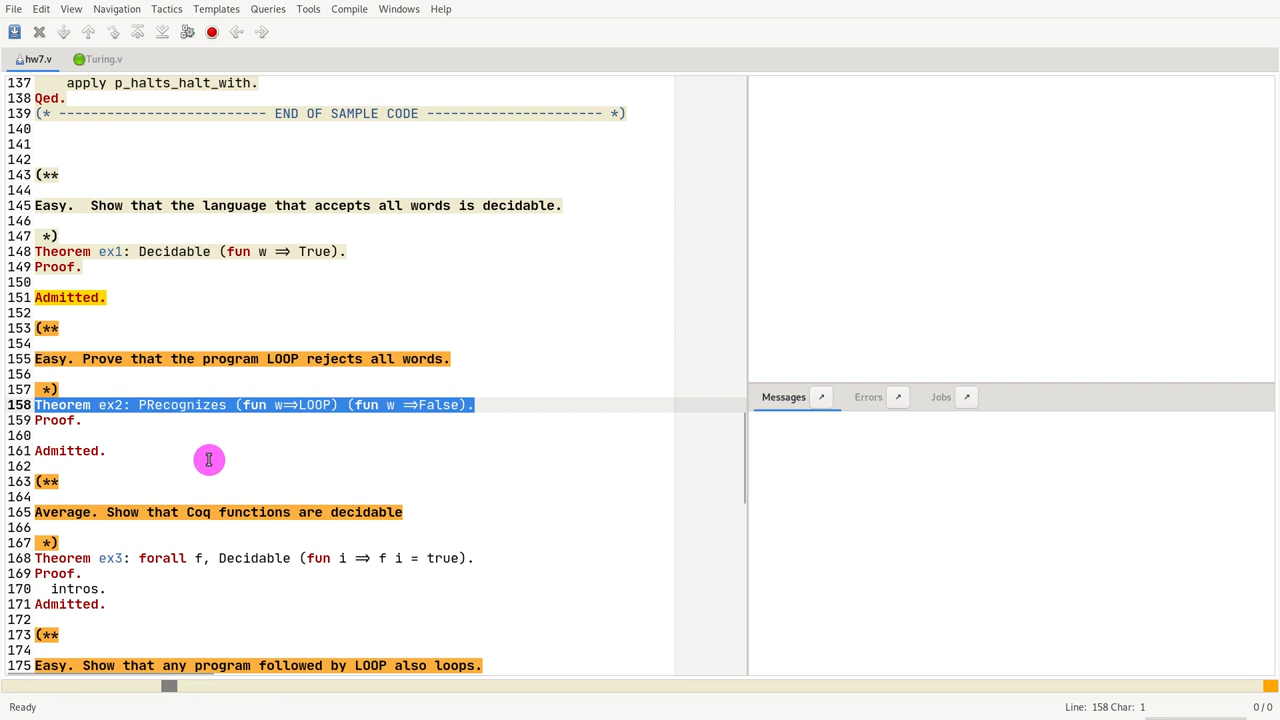 File Edit View Navigation Tactics Templates Queries Tools Compile Windows Help
hw7.v Turing.v
137 apply p_halts_halt_with.
138 Qed.
139 (* -------------------------- END OF SAMPLE CODE ---------------------- *)
140
141
142
143 (**
144
145 Easy.  Show that the language that accepts all words is decidable.
146
147 *)
148 Theorem ex1: Decidable (fun w => True).
149 Proof.
150
151 Admitted.
152
153 (**
154
155 Easy. Prove that the program LOOP rejects all words.
156
157 *)
158 Theorem ex2: PRecognizes (fun w=>LOOP) (fun w =>False).
159 Proof.
160
161 Admitted.
162
163 (**
164
165 Average. Show that Coq functions are decidable
166
167 *)
168 Theorem ex3: forall f, Decidable (fun i => f i = true).
169 Proof.
170 intros.
171 Admitted.
172
173 (**
174
175 Easy. Show that any program followed by LOOP also loops.
Messages Errors Jobs
Ready Line: 158 Char: 1 0 / 0